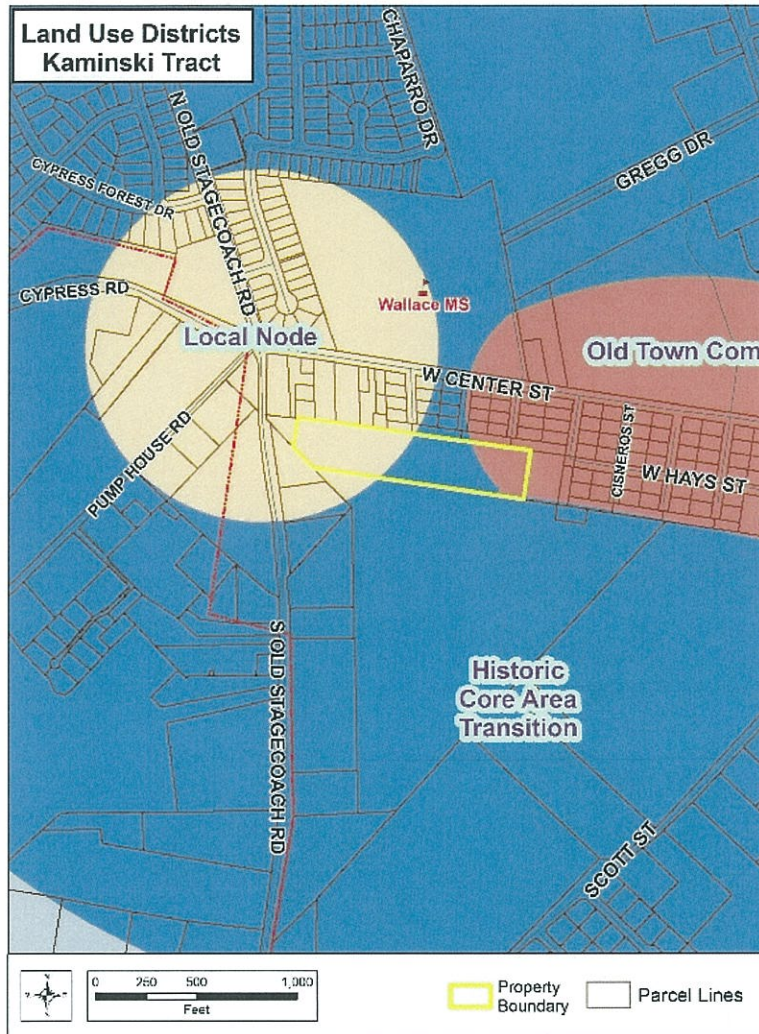 Land Use Districts
Kaminski Tract
CHAPARRO DR
N OLD STAGECOACH RD
GREGG DR
CYPRESS FOREST DR
CYPRESS RD
Wallace MS
Local Node
Old Town Com
W CENTER ST
PUMP HOUSE RD
CISNEROS ST
W HAYS ST
S OLD STAGECOACH RD
Historic
Core Area
Transition
SCOTT ST
0 250 500 1,000
Feet
Property
Boundary
Parcel Lines